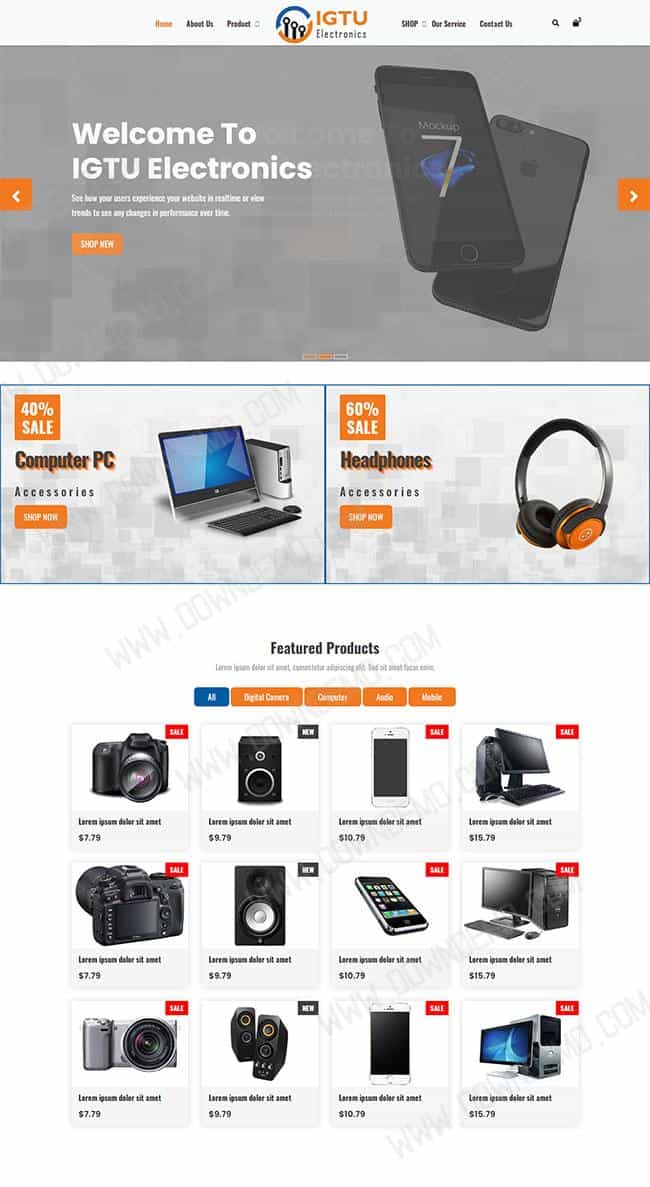 Home About Us Product IGTU Electronics SHOP Our Service Contact Us
Welcome To
IGTU Electronics
Mockup
7
See how your users experience your website in realtime or view
trends to see any changes in performance over time.
SHOP NEW
40%
SALE
Computer PC
Accessories
SHOP NOW
60%
SALE
Headphones
Accessories
SHOP NOW
WWW.DOWNDEMO.COM
Featured Products
Lorem ipsum dolor sit amet, consectetur adipiscing elit. Sed sit amet fucus enim.
All Digital Camera Computer Audio Mobile
SALE NEW SALE SALE
Lorem ipsum dolor sit amet Lorem ipsum dolor sit amet Lorem ipsum dolor sit amet Lorem ipsum dolor sit amet
$7.79 $9.79 $10.79 $15.79
SALE NEW SALE SALE
Lorem ipsum dolor sit amet Lorem ipsum dolor sit amet Lorem ipsum dolor sit amet Lorem ipsum dolor sit amet
$7.79 $9.79 $10.79 $15.79
SALE NEW SALE SALE
Lorem ipsum dolor sit amet Lorem ipsum dolor sit amet Lorem ipsum dolor sit amet Lorem ipsum dolor sit amet
$7.79 $9.79 $10.79 $15.79
WWW.DOWNDEMO.COM